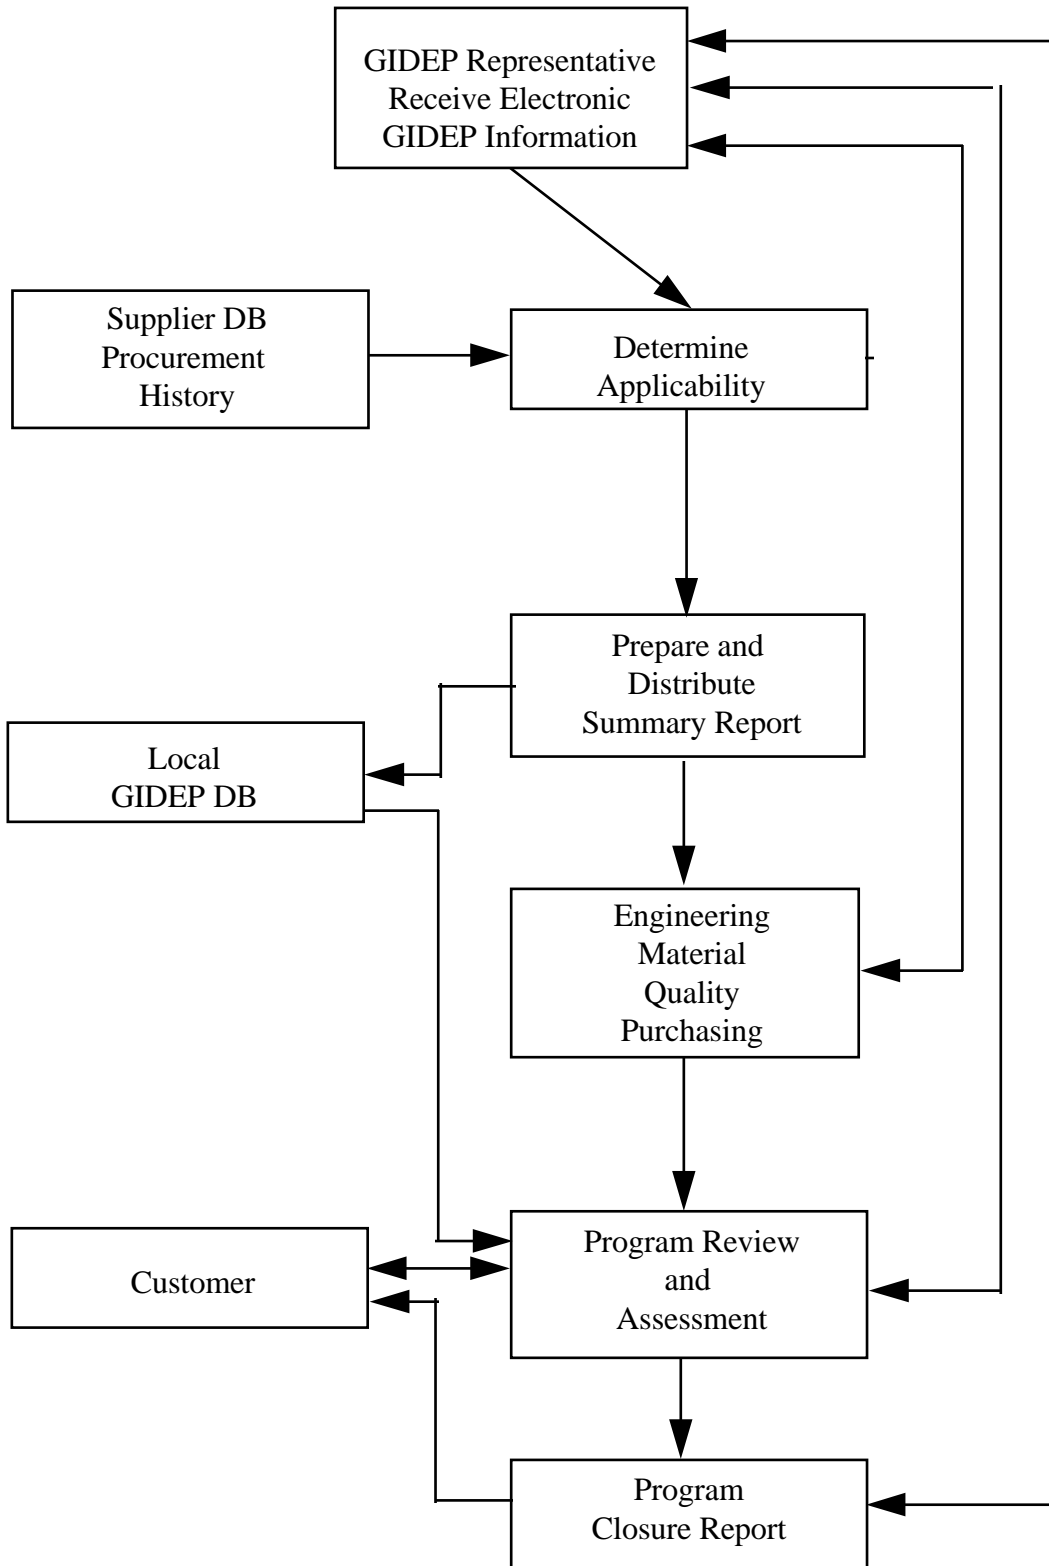 GIDEP Representative
Receive Electronic
GIDEP Information
Supplier DB
Procurement
History
Determine
Applicability
Prepare and
Distribute
Summary Report
Local
GIDEP DB
Engineering
Material
Quality
Purchasing
Program Review
and
Assessment
Customer
Program
Closure Report